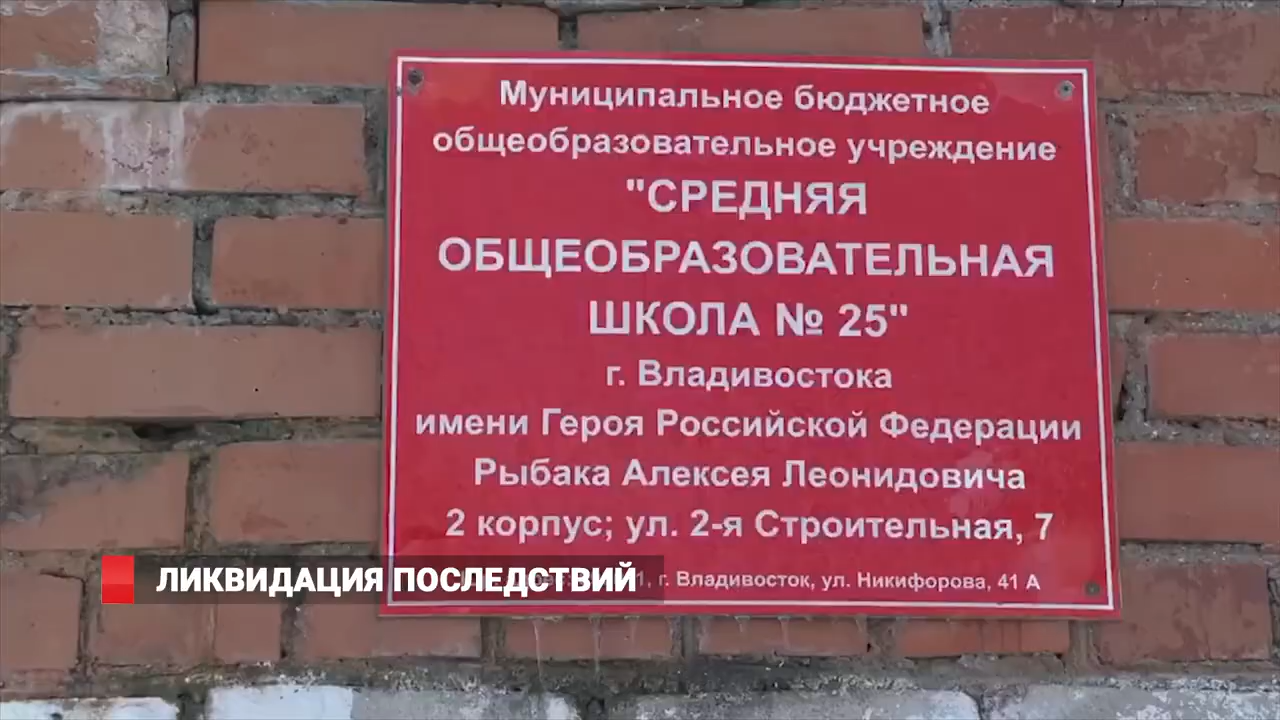 Муниципальное бюджетное
общеобразовательное учреждение
"СРЕДНЯЯ
ОБЩЕОБРАЗОВАТЕЛЬНАЯ
ШКОЛА № 25"
г. Владивостока
имени Героя Российской Федерации
Рыбака Алексея Леонидовича
2 корпус; ул. 2-я Строительная, 7
г. Владивосток, ул. Никифорова, 41 А
ЛИКВИДАЦИЯ ПОСЛЕДСТВИЙ